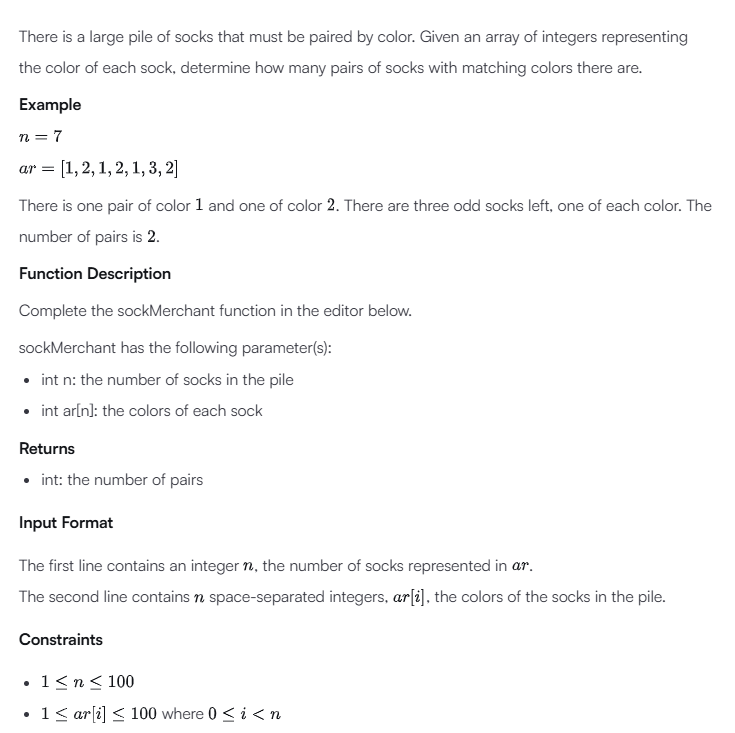 There is a large pile of socks that must be paired by color. Given an array of integers representing
the color of each sock, determine how many pairs of socks with matching colors there are.
Example
n = 7
ar = [1, 2, 1, 2, 1, 3, 2]
There is one pair of color 1 and one of color 2. There are three odd socks left, one of each color. The
number of pairs is 2.
Function Description
Complete the sockMerchant function in the editor below.
sockMerchant has the following parameter(s):
• int n: the number of socks in the pile
• int ar[n]: the colors of each sock
Returns
• int: the number of pairs
Input Format
The first line contains an integer n, the number of socks represented in ar.
The second line contains n space-separated integers, ar[i], the colors of the socks in the pile.
Constraints
• 1 ≤ n ≤ 100
• 1 ≤ ar[i] ≤ 100 where 0 ≤ i < n